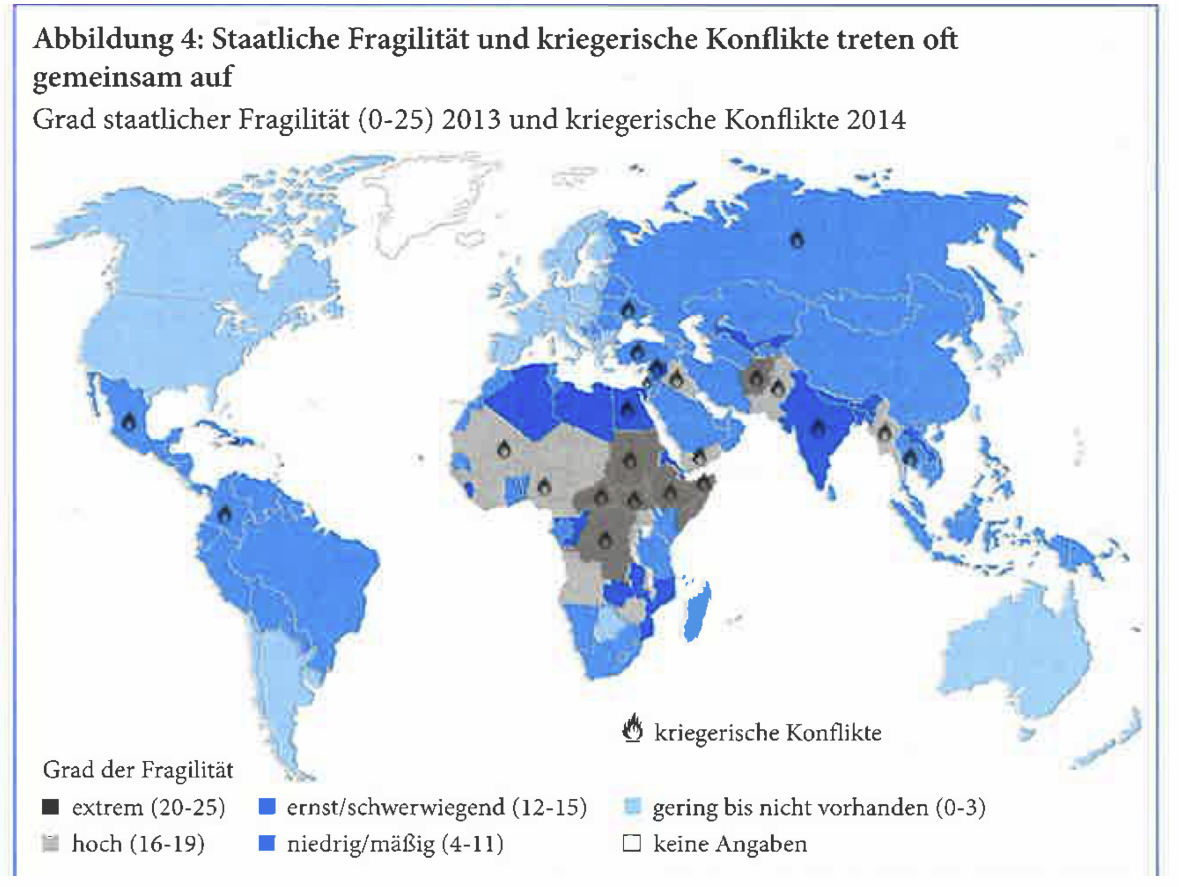 Abbildung 4: Staatliche Fragilität und kriegerische Konflikte treten oft
gemeinsam auf
Grad staatlicher Fragilität (0-25) 2013 und kriegerische Konflikte 2014
kriegerische Konflikte
Grad der Fragilität
extrem (20-25)
ernst/schwerwiegend (12-15)
gering bis nicht vorhanden (0-3)
hoch (16-19)
niedrig/mäßig (4-11)
keine Angaben